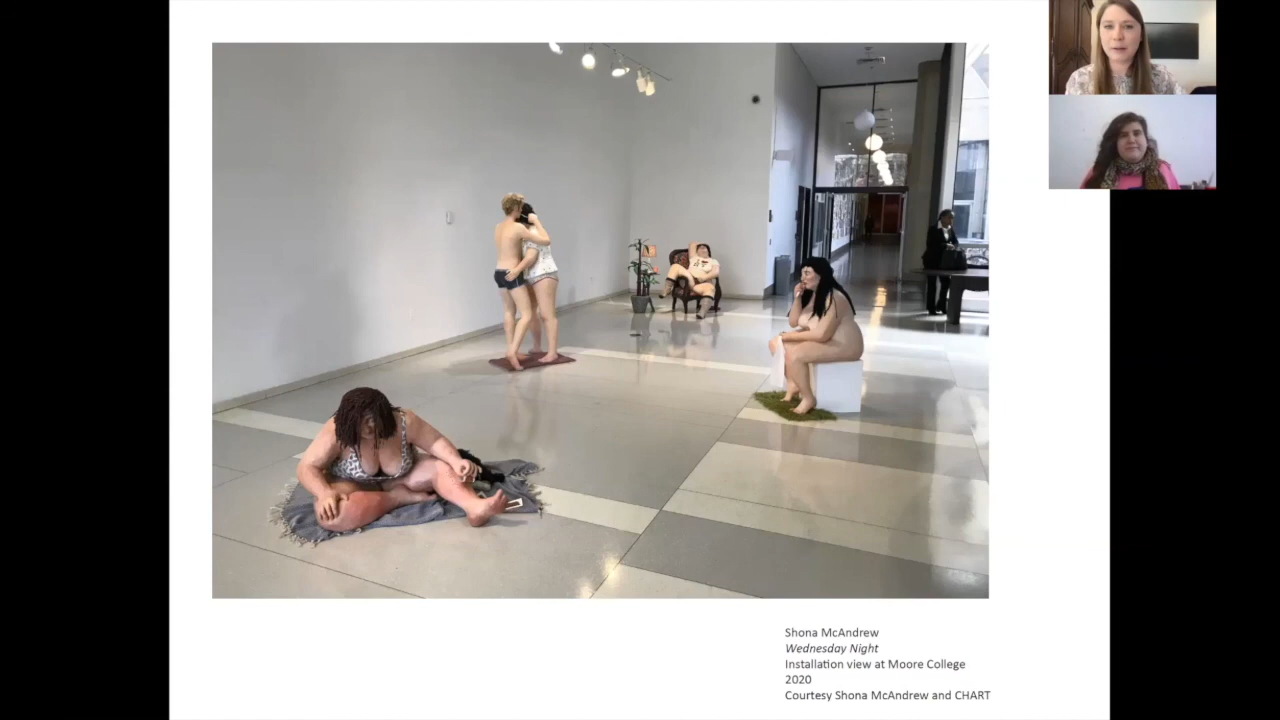 Shona McAndrew
Wednesday Night
Installation view at Moore College
2020
Courtesy Shona McAndrew and CHART